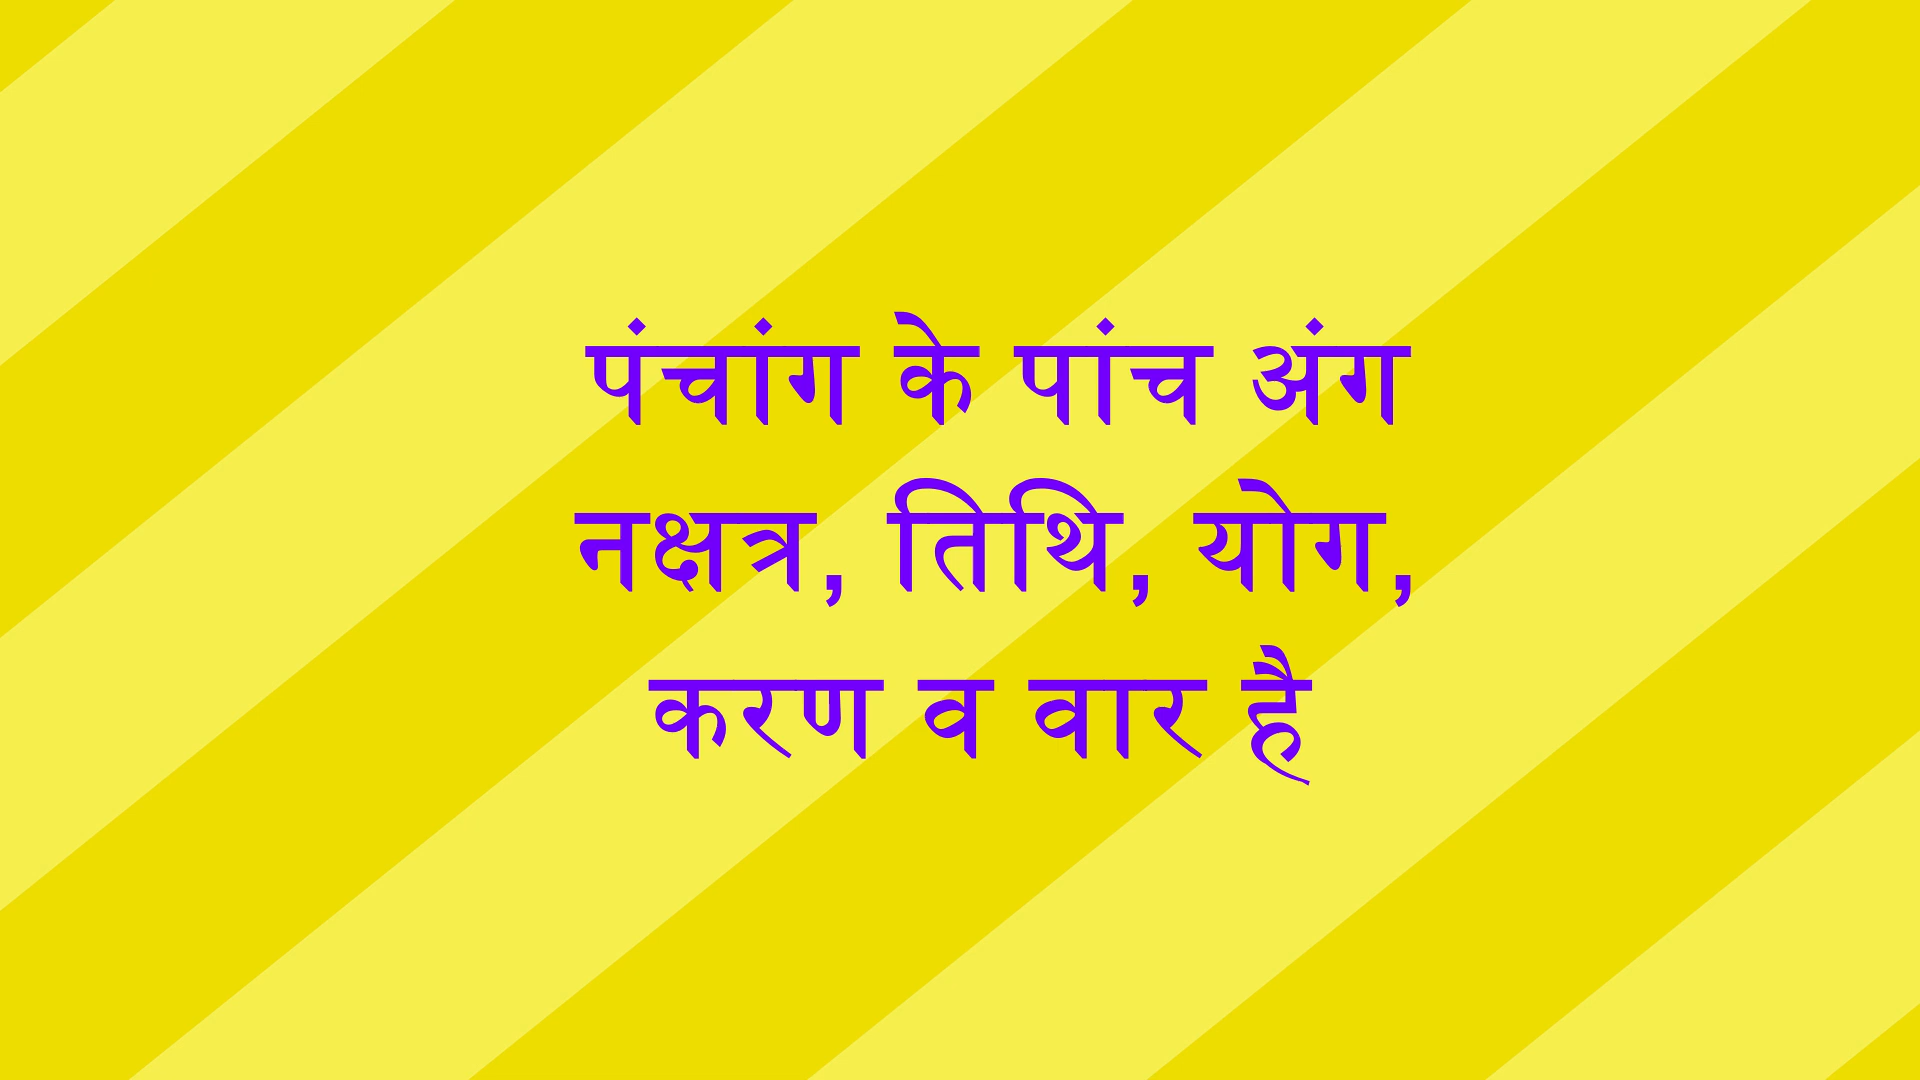 पंचांग के पांच अंग
नक्षत्र, तिथि, योग,
करण व वार है